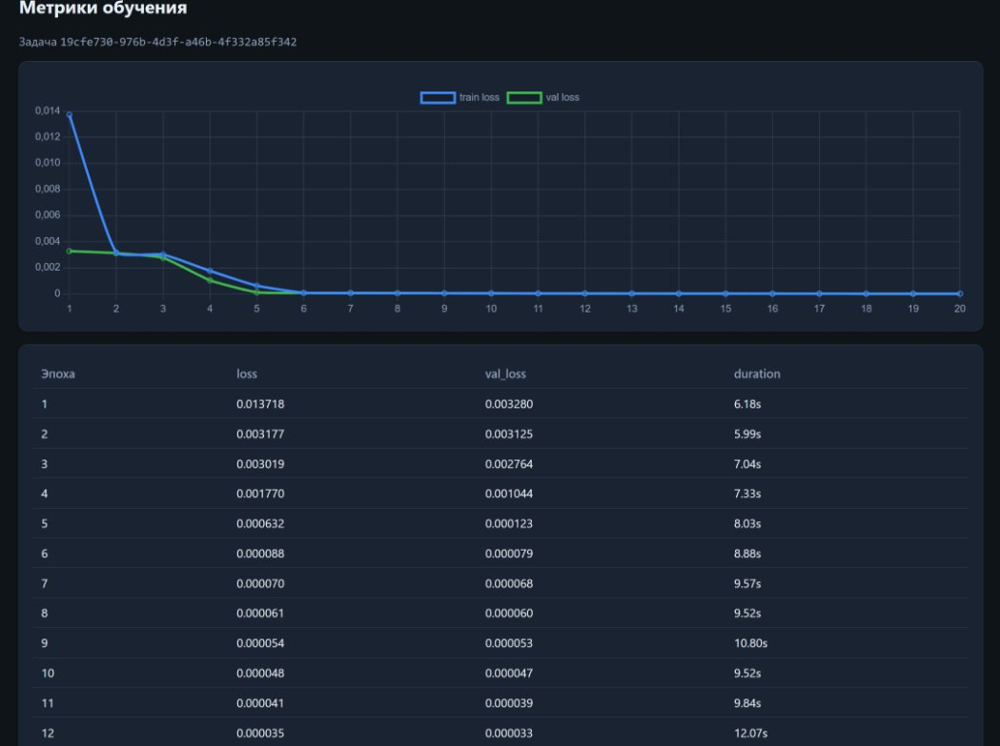 Метрики обучения
Задача 19cfe730-976b-4d3f-a46b-4f332a85f342
train loss val loss
0,014
0,012
0,010
0,008
0,006
0,004
0,002
0
1 2 3 4 5 6 7 8 9 10 11 12 13 14 15 16 17 18 19 20
Эпоха loss val_loss duration
1 0.013718 0.003280 6.18s
2 0.003177 0.003125 5.99s
3 0.003019 0.002764 7.04s
4 0.001770 0.001044 7.33s
5 0.000632 0.000123 8.03s
6 0.000088 0.000079 8.88s
7 0.000070 0.000068 9.57s
8 0.000061 0.000060 9.52s
9 0.000054 0.000053 10.80s
10 0.000048 0.000047 9.52s
11 0.000041 0.000039 9.84s
12 0.000035 0.000033 12.07s